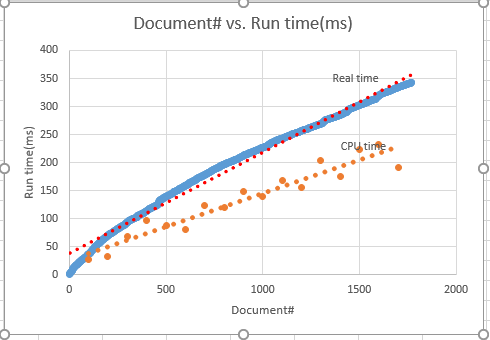 Document# vs. Run time(ms)
400
350
300
250
200
150
100
50
0
Run time(ms)
Real time
CPU time
0 500 1000 1500 2000
Document#